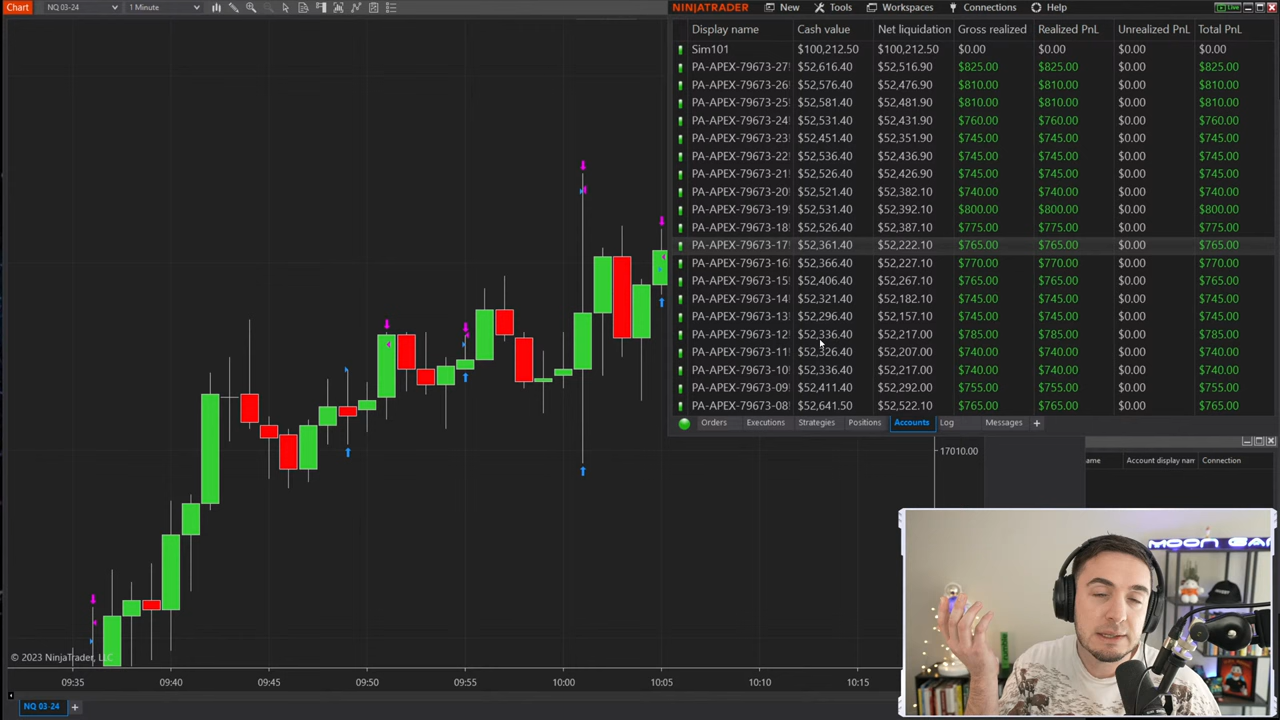 Chart NQ 03-24 1 Minute
NINJATRADER New Tools Workspaces Connections Help Live
Display name Cash value Net liquidation Gross realized Realized PnL Unrealized PnL Total PnL
Sim101 $100,212.50 $100,212.50 $0.00 $0.00 $0.00 $0.00
PA-APEX-79673-27 $52,616.40 $52,516.90 $825.00 $825.00 $0.00 $825.00
PA-APEX-79673-26 $52,576.40 $52,476.90 $810.00 $810.00 $0.00 $810.00
PA-APEX-79673-25 $52,581.40 $52,481.90 $810.00 $810.00 $0.00 $810.00
PA-APEX-79673-24 $52,531.40 $52,431.90 $760.00 $760.00 $0.00 $760.00
PA-APEX-79673-23 $52,451.40 $52,351.90 $745.00 $745.00 $0.00 $745.00
PA-APEX-79673-22 $52,536.40 $52,436.90 $745.00 $745.00 $0.00 $745.00
PA-APEX-79673-21 $52,526.40 $52,426.90 $745.00 $745.00 $0.00 $745.00
PA-APEX-79673-20 $52,521.40 $52,382.10 $740.00 $740.00 $0.00 $740.00
PA-APEX-79673-19 $52,531.40 $52,392.10 $800.00 $800.00 $0.00 $800.00
PA-APEX-79673-18 $52,526.40 $52,387.10 $775.00 $775.00 $0.00 $775.00
PA-APEX-79673-17 $52,361.40 $52,222.10 $765.00 $765.00 $0.00 $765.00
PA-APEX-79673-16 $52,366.40 $52,227.10 $770.00 $770.00 $0.00 $770.00
PA-APEX-79673-15 $52,406.40 $52,267.10 $765.00 $765.00 $0.00 $765.00
PA-APEX-79673-14 $52,321.40 $52,182.10 $745.00 $745.00 $0.00 $745.00
PA-APEX-79673-13 $52,296.40 $52,157.10 $745.00 $745.00 $0.00 $745.00
PA-APEX-79673-12 $52,336.40 $52,217.00 $785.00 $785.00 $0.00 $785.00
PA-APEX-79673-11 $52,326.40 $52,207.00 $740.00 $740.00 $0.00 $740.00
PA-APEX-79673-10 $52,336.40 $52,217.00 $740.00 $740.00 $0.00 $740.00
PA-APEX-79673-09 $52,411.40 $52,292.00 $755.00 $755.00 $0.00 $755.00
PA-APEX-79673-08 $52,641.50 $52,522.10 $765.00 $765.00 $0.00 $765.00
Orders Executions Strategies Positions Accounts Log Messages +
17010.00
ame Account display nam Connection
© 2023 NinjaTrader, LLC
09:35 09:40 09:45 09:50 09:55 10:00 10:05 10:10 10:15
NQ 03-24 +